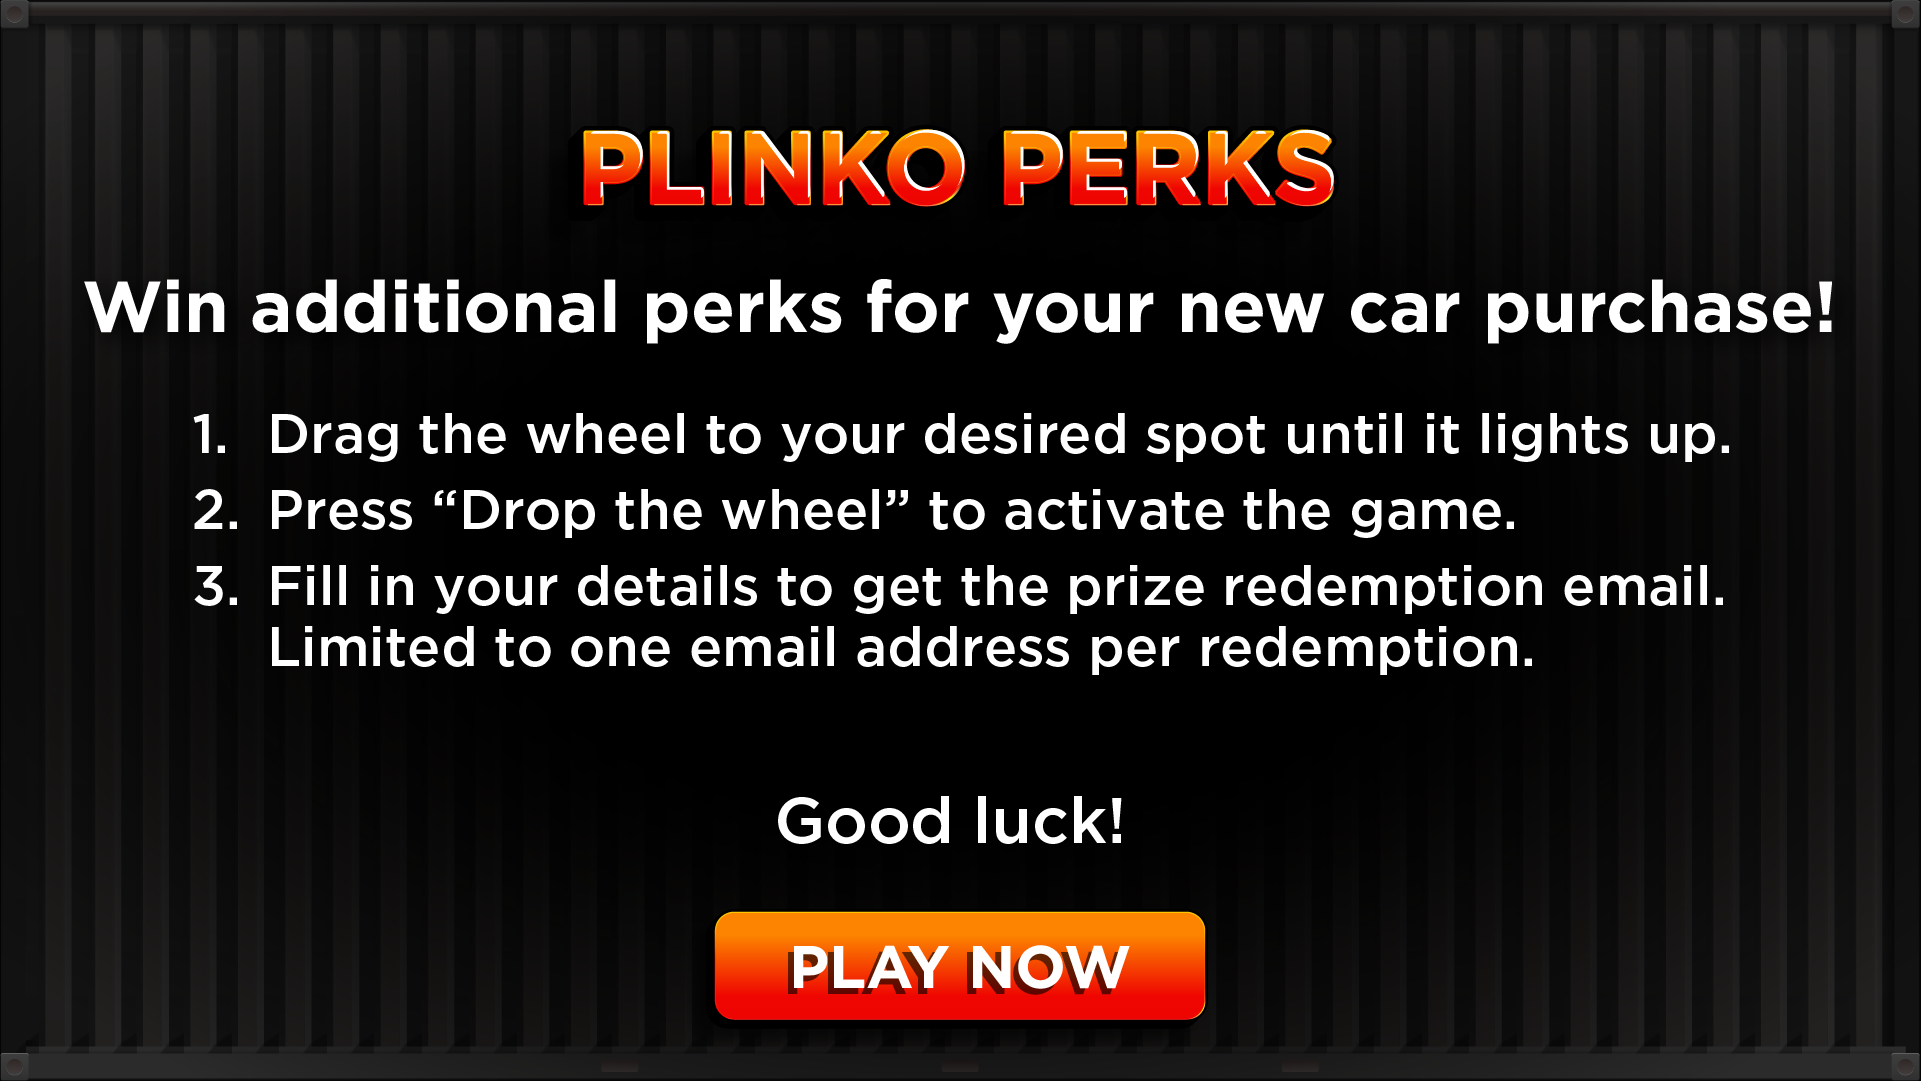 PLINKO PERKS
Win additional perks for your new car purchase!
1. Drag the wheel to your desired spot until it lights up.
2. Press “Drop the wheel” to activate the game.
3. Fill in your details to get the prize redemption email.
Limited to one email address per redemption.
Good luck!
PLAY NOW